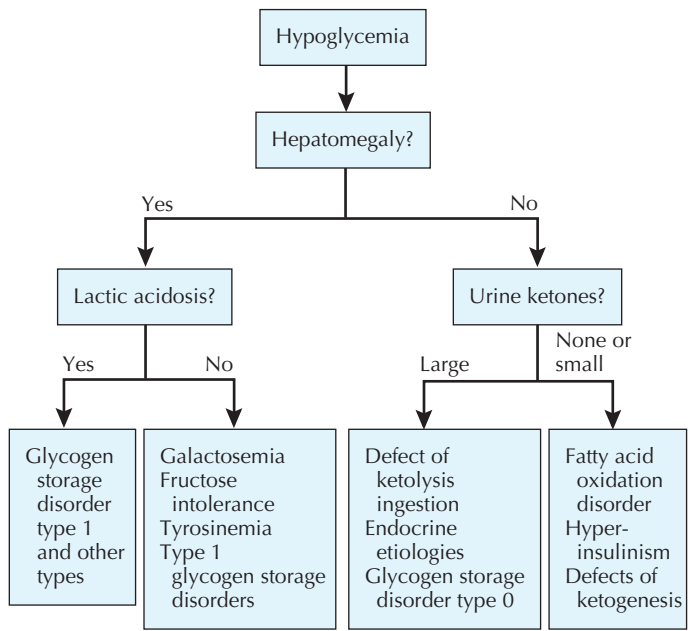 Hypoglycemia
Hepatomegaly?
Yes
No
Lactic acidosis?
Urine ketones?
Yes
No
Large
None or
small
Glycogen
storage
disorder
type 1
and other
types
Galactosemia
Fructose
intolerance
Tyrosinemia
Type 1
glycogen storage
disorders
Defect of
ketolysis
ingestion
Endocrine
etiologies
Glycogen storage
disorder type 0
Fatty acid
oxidation
disorder
Hyper-
insulinism
Defects of
ketogenesis